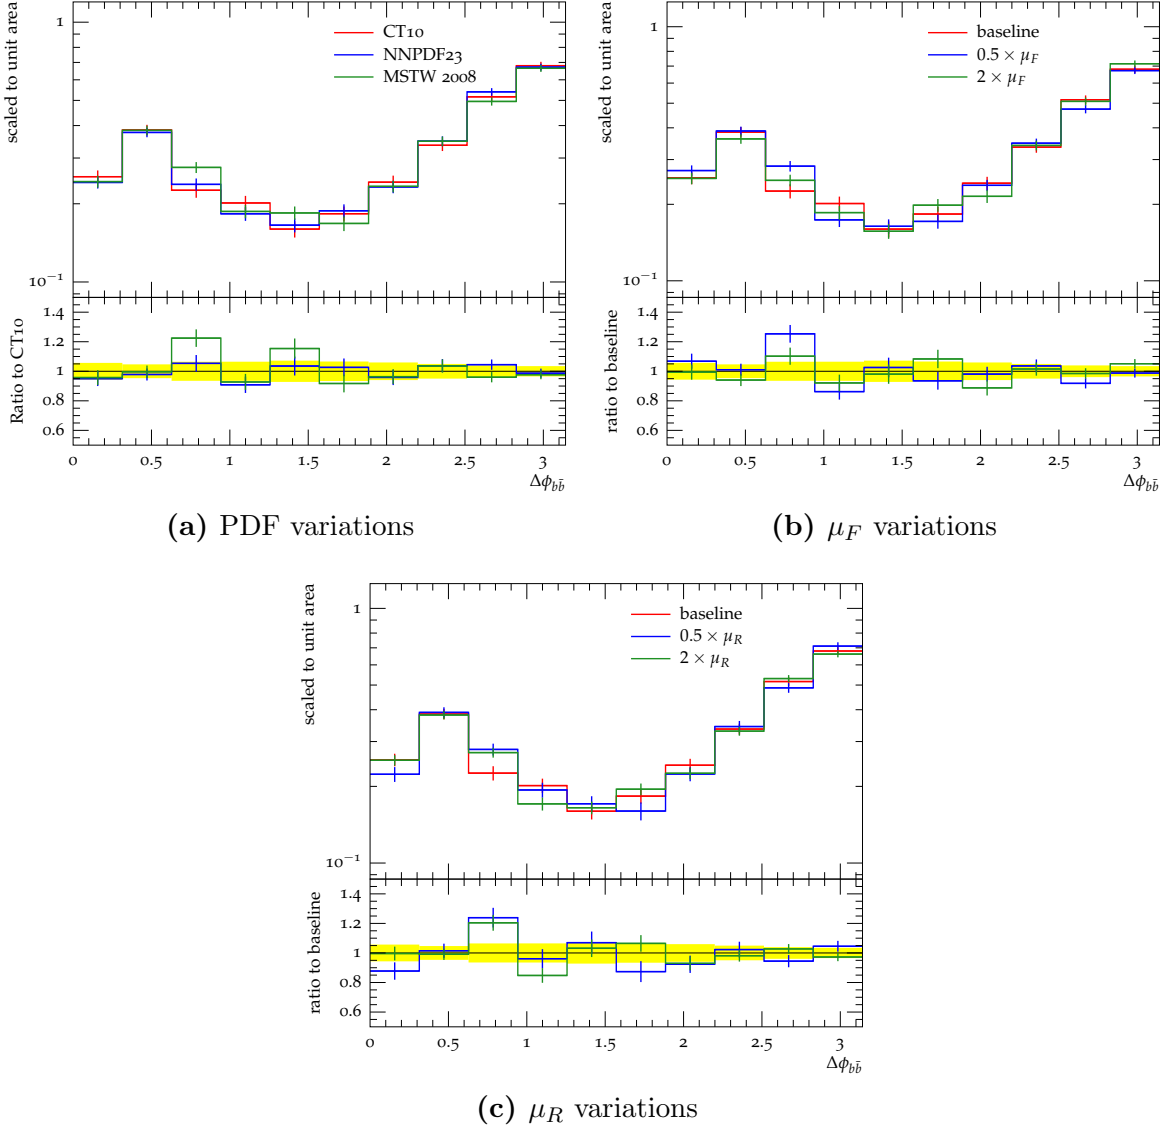 scaled to unit area
1
10⁻¹
CT10
NNPDF23
MSTW 2008
Ratio to CT10
1.4
1.2
1
0.8
0.6
0 0.5 1 1.5 2 2.5 3
Δϕ_{bb̄}
(a) PDF variations
scaled to unit area
1
10⁻¹
baseline
0.5 × μ_F
2 × μ_F
ratio to baseline
1.4
1.2
1
0.8
0.6
0 0.5 1 1.5 2 2.5 3
Δϕ_{bb̄}
(b) μ_F variations
scaled to unit area
1
10⁻¹
baseline
0.5 × μ_R
2 × μ_R
ratio to baseline
1.4
1.2
1
0.8
0.6
0 0.5 1 1.5 2 2.5 3
Δϕ_{bb̄}
(c) μ_R variations